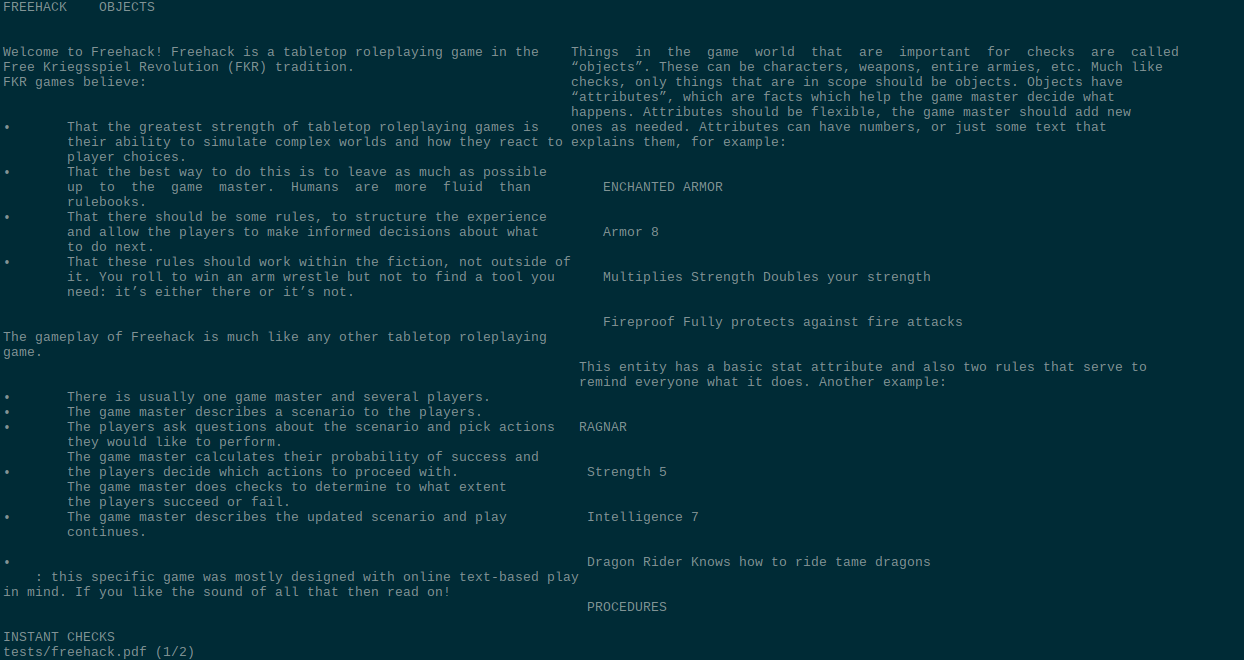 FREEHACK    OBJECTS
Welcome to Freehack! Freehack is a tabletop roleplaying game in the
Free Kriegsspiel Revolution (FKR) tradition.
FKR games believe:
• That the greatest strength of tabletop roleplaying games is
their ability to simulate complex worlds and how they react to
player choices.
• That the best way to do this is to leave as much as possible
up to the game master. Humans are more fluid than
rulebooks.
• That there should be some rules, to structure the experience
and allow the players to make informed decisions about what
to do next.
• That these rules should work within the fiction, not outside of
it. You roll to win an arm wrestle but not to find a tool you
need: it’s either there or it’s not.
The gameplay of Freehack is much like any other tabletop roleplaying
game.
• There is usually one game master and several players.
• The game master describes a scenario to the players.
• The players ask questions about the scenario and pick actions
they would like to perform.
The game master calculates their probability of success and
• the players decide which actions to proceed with.
The game master does checks to determine to what extent
the players succeed or fail.
• The game master describes the updated scenario and play
continues.
•
: this specific game was mostly designed with online text-based play
in mind. If you like the sound of all that then read on!
INSTANT CHECKS
Things in the game world that are important for checks are called
“objects”. These can be characters, weapons, entire armies, etc. Much like
checks, only things that are in scope should be objects. Objects have
“attributes”, which are facts which help the game master decide what
happens. Attributes should be flexible, the game master should add new
ones as needed. Attributes can have numbers, or just some text that
explains them, for example:
ENCHANTED ARMOR
Armor 8
Multiplies Strength Doubles your strength
Fireproof Fully protects against fire attacks
This entity has a basic stat attribute and also two rules that serve to
remind everyone what it does. Another example:
RAGNAR
Strength 5
Intelligence 7
Dragon Rider Knows how to ride tame dragons
PROCEDURES
tests/freehack.pdf (1/2)